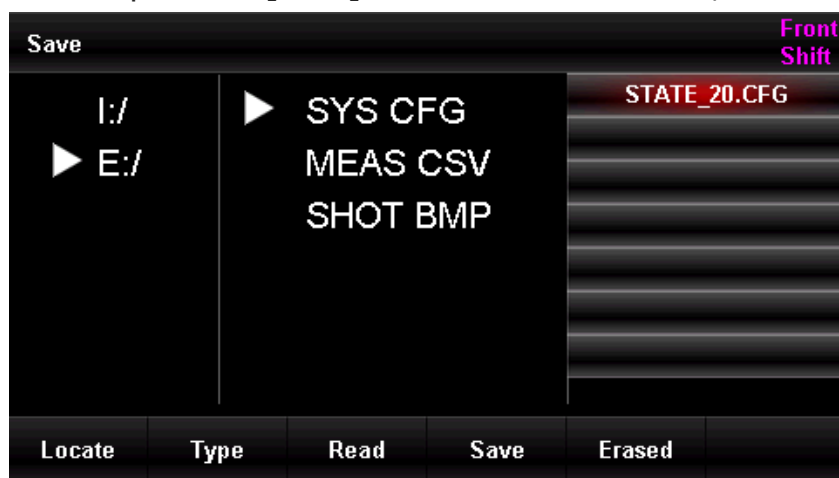 Save
Front
Shift
I:/
E:/
SYS CFG
MEAS CSV
SHOT BMP
STATE_20.CFG
Locate Type Read Save Erased